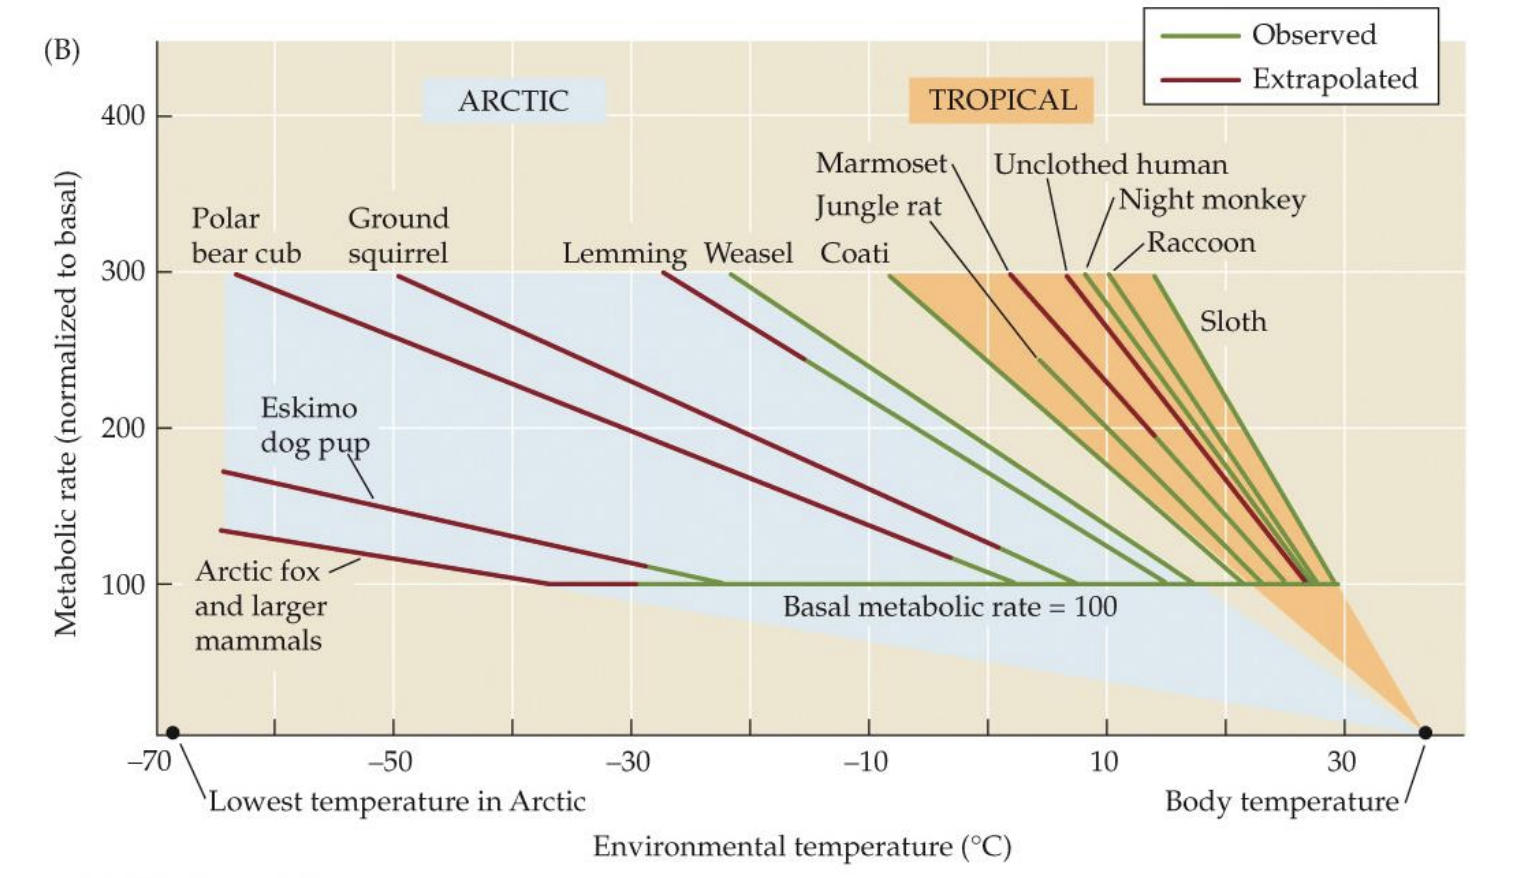 (B)
Observed
Extrapolated
ARCTIC
TROPICAL
400
300
200
100
Metabolic rate (normalized to basal)
Marmoset
Unclothed human
Jungle rat
Night monkey
Raccoon
Polar
bear cub
Ground
squirrel
Lemming
Weasel
Coati
Sloth
Eskimo
dog pup
Arctic fox
and larger
mammals
Basal metabolic rate = 100
–70
–50
–30
–10
10
30
Lowest temperature in Arctic
Body temperature
Environmental temperature (°C)